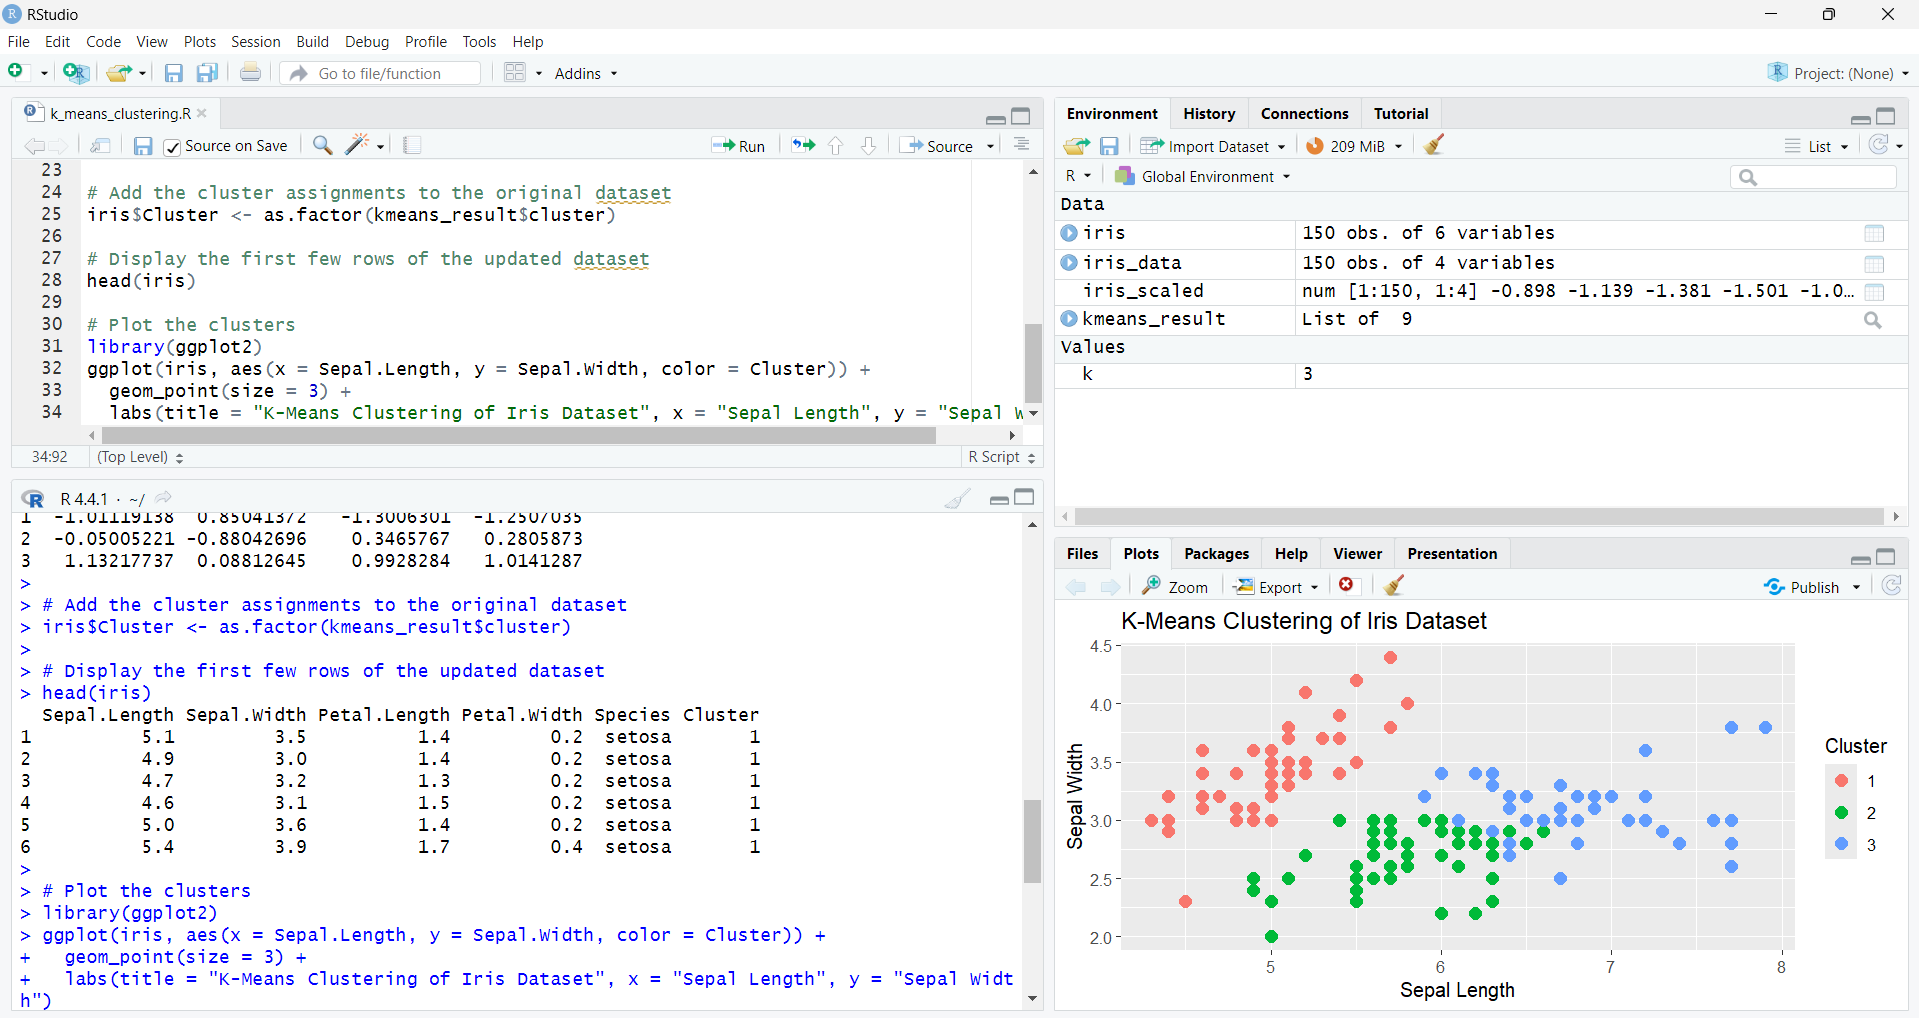 RStudio
File Edit Code View Plots Session Build Debug Profile Tools Help
Go to file/function Addins Project: (None)
k_means_clustering.R
Source on Save Run Source
23
24 # Add the cluster assignments to the original dataset
25 iris$Cluster <- as.factor(kmeans_result$cluster)
26
27 # Display the first few rows of the updated dataset
28 head(iris)
29
30 # Plot the clusters
31 library(ggplot2)
32 ggplot(iris, aes(x = Sepal.Length, y = Sepal.Width, color = Cluster)) +
33 geom_point(size = 3) +
34 labs(title = "K-Means Clustering of Iris Dataset", x = "Sepal Length", y = "Sepal W
34:92 (Top Level) R Script
R 4.4.1 · ~/
1 -1.01119138 0.85041372 -1.3006301 -1.2507035
2 -0.05005221 -0.88042696 0.3465767 0.2805873
3 1.13217737 0.08812645 0.9928284 1.0141287
>
> # Add the cluster assignments to the original dataset
> iris$Cluster <- as.factor(kmeans_result$cluster)
>
> # Display the first few rows of the updated dataset
> head(iris)
Sepal.Length Sepal.Width Petal.Length Petal.Width Species Cluster
1 5.1 3.5 1.4 0.2 setosa 1
2 4.9 3.0 1.4 0.2 setosa 1
3 4.7 3.2 1.3 0.2 setosa 1
4 4.6 3.1 1.5 0.2 setosa 1
5 5.0 3.6 1.4 0.2 setosa 1
6 5.4 3.9 1.7 0.4 setosa 1
>
> # Plot the clusters
> library(ggplot2)
> ggplot(iris, aes(x = Sepal.Length, y = Sepal.Width, color = Cluster)) +
+ geom_point(size = 3) +
+ labs(title = "K-Means Clustering of Iris Dataset", x = "Sepal Length", y = "Sepal Widt
h")
Environment History Connections Tutorial
Import Dataset 209 MiB List
R Global Environment
Data
iris 150 obs. of 6 variables
iris_data 150 obs. of 4 variables
iris_scaled num [1:150, 1:4] -0.898 -1.139 -1.381 -1.501 -1.0…
kmeans_result List of 9
Values
k 3
Files Plots Packages Help Viewer Presentation
Zoom Export Publish
K-Means Clustering of Iris Dataset
4.5
4.0
3.5
3.0
2.5
2.0
Sepal Width
5 6 7 8
Sepal Length
Cluster
1
2
3